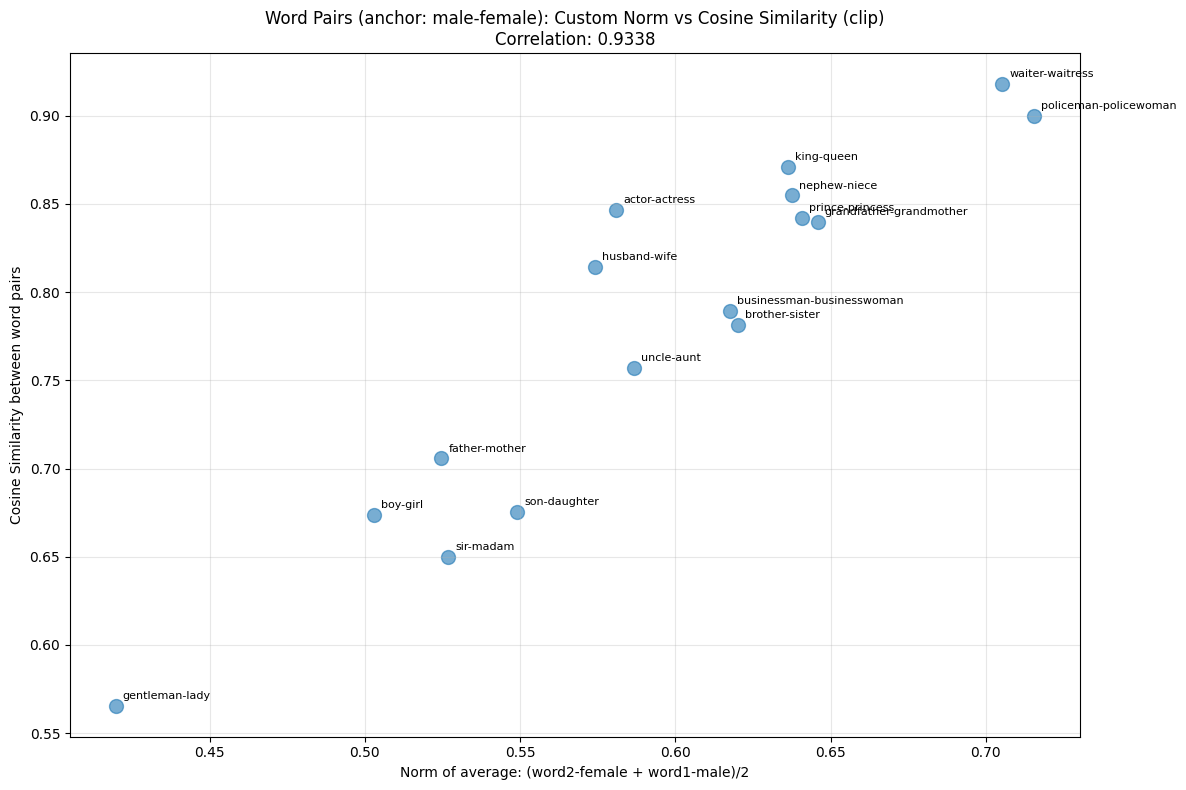 Word Pairs (anchor: male-female): Custom Norm vs Cosine Similarity (clip)
Correlation: 0.9338
waiter-waitress
policeman-policewoman
king-queen
nephew-niece
actor-actress
prince-princess
grandfather-grandmother
husband-wife
businessman-businesswoman
brother-sister
uncle-aunt
father-mother
boy-girl
son-daughter
sir-madam
gentleman-lady
Cosine Similarity between word pairs
0.90
0.85
0.80
0.75
0.70
0.65
0.60
0.55
0.45
0.50
0.55
0.60
0.65
0.70
Norm of average: (word2-female + word1-male)/2